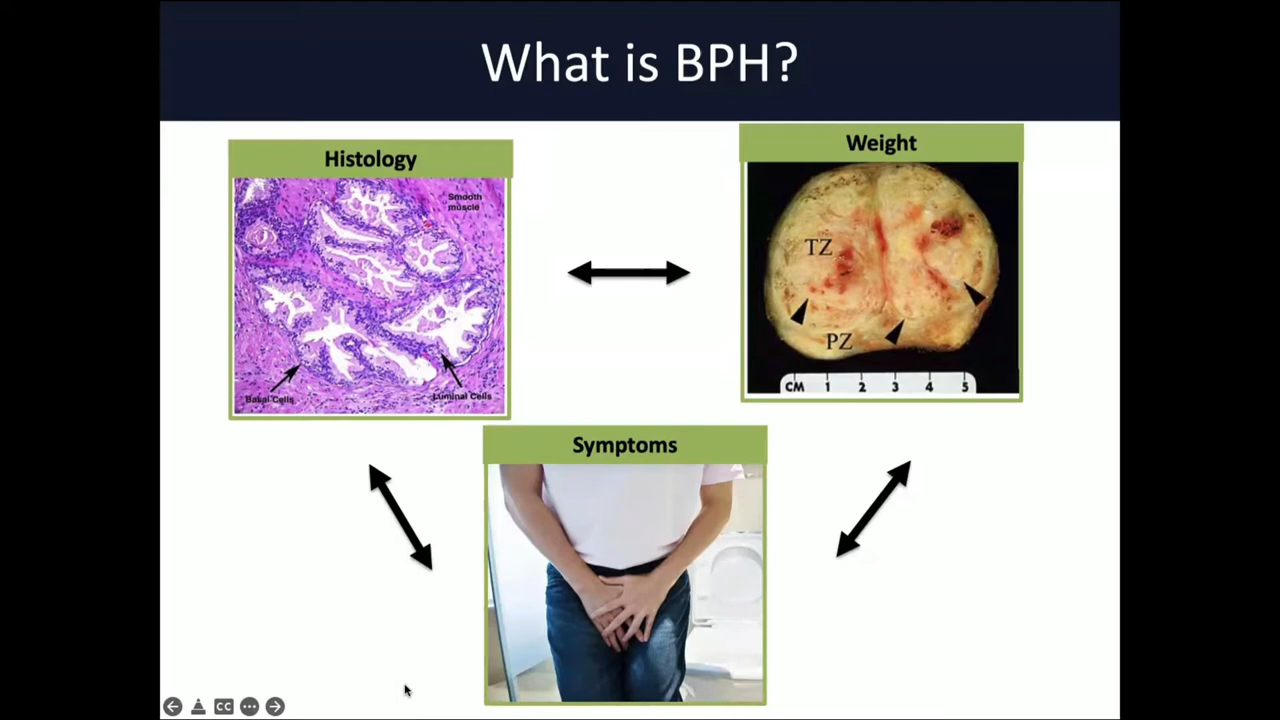 What is BPH?
Histology
Smooth
muscle
Basal Cells
Luminal Cells
Weight
TZ
PZ
CM 1 2 3 4 5
Symptoms
CC